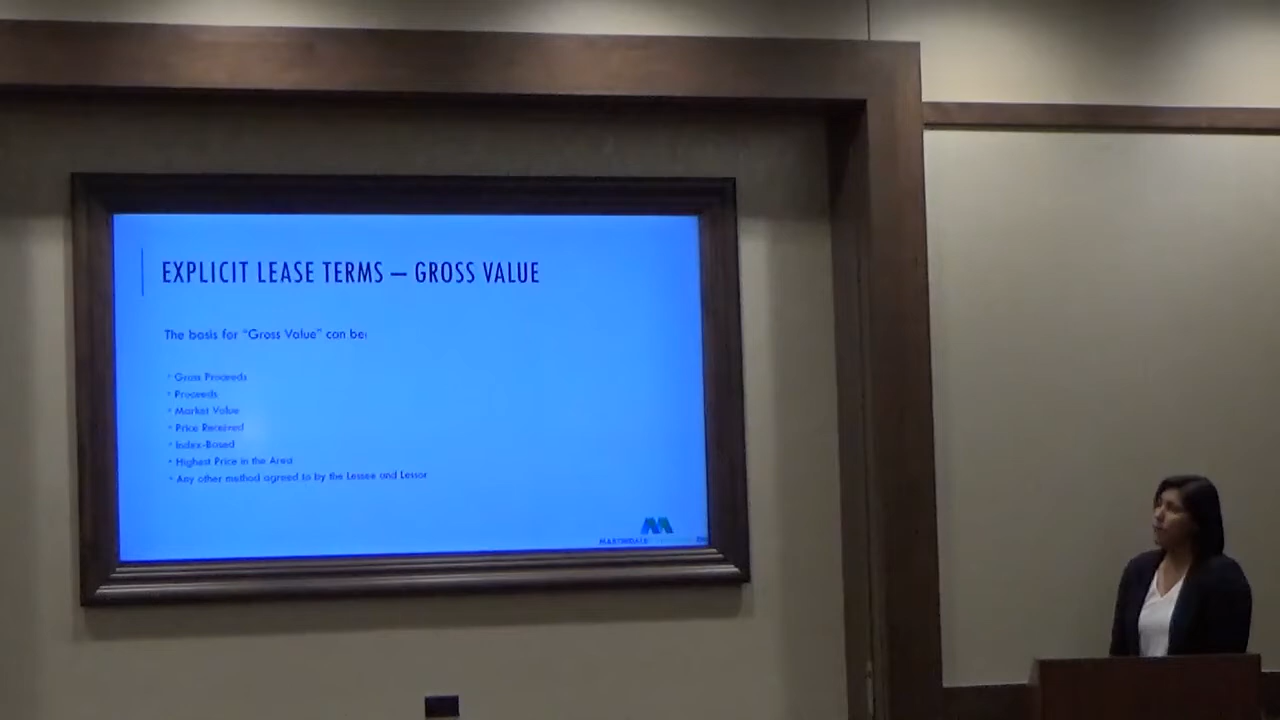 EXPLICIT LEASE TERMS – GROSS VALUE
The basis for “Gross Value” can be:
• Gross Proceeds
• Proceeds
• Market Value
• Price Received
• Index-Based
• Highest Price in the Area
• Any other method agreed to by the Lessee and Lessor
MARTINDALE